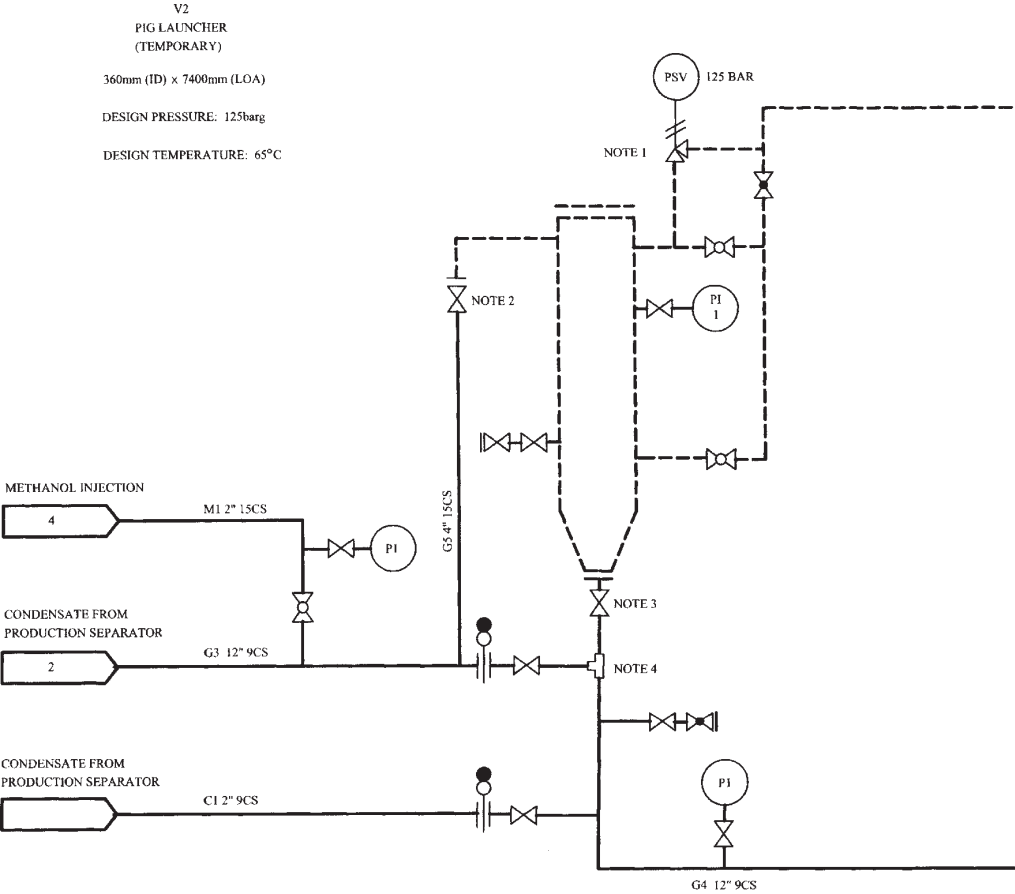 V2
PIG LAUNCHER
(TEMPORARY)
360mm (ID) x 7400mm (LOA)
DESIGN PRESSURE: 125barg
DESIGN TEMPERATURE: 65°C
PSV
125 BAR
NOTE 1
NOTE 2
PI
1
METHANOL INJECTION
4
M1 2" 15CS
PI
G5 4" 15CS
NOTE 3
CONDENSATE FROM
PRODUCTION SEPARATOR
2
G3 12" 9CS
NOTE 4
CONDENSATE FROM
PRODUCTION SEPARATOR
C1 2" 9CS
PI
G4 12" 9CS